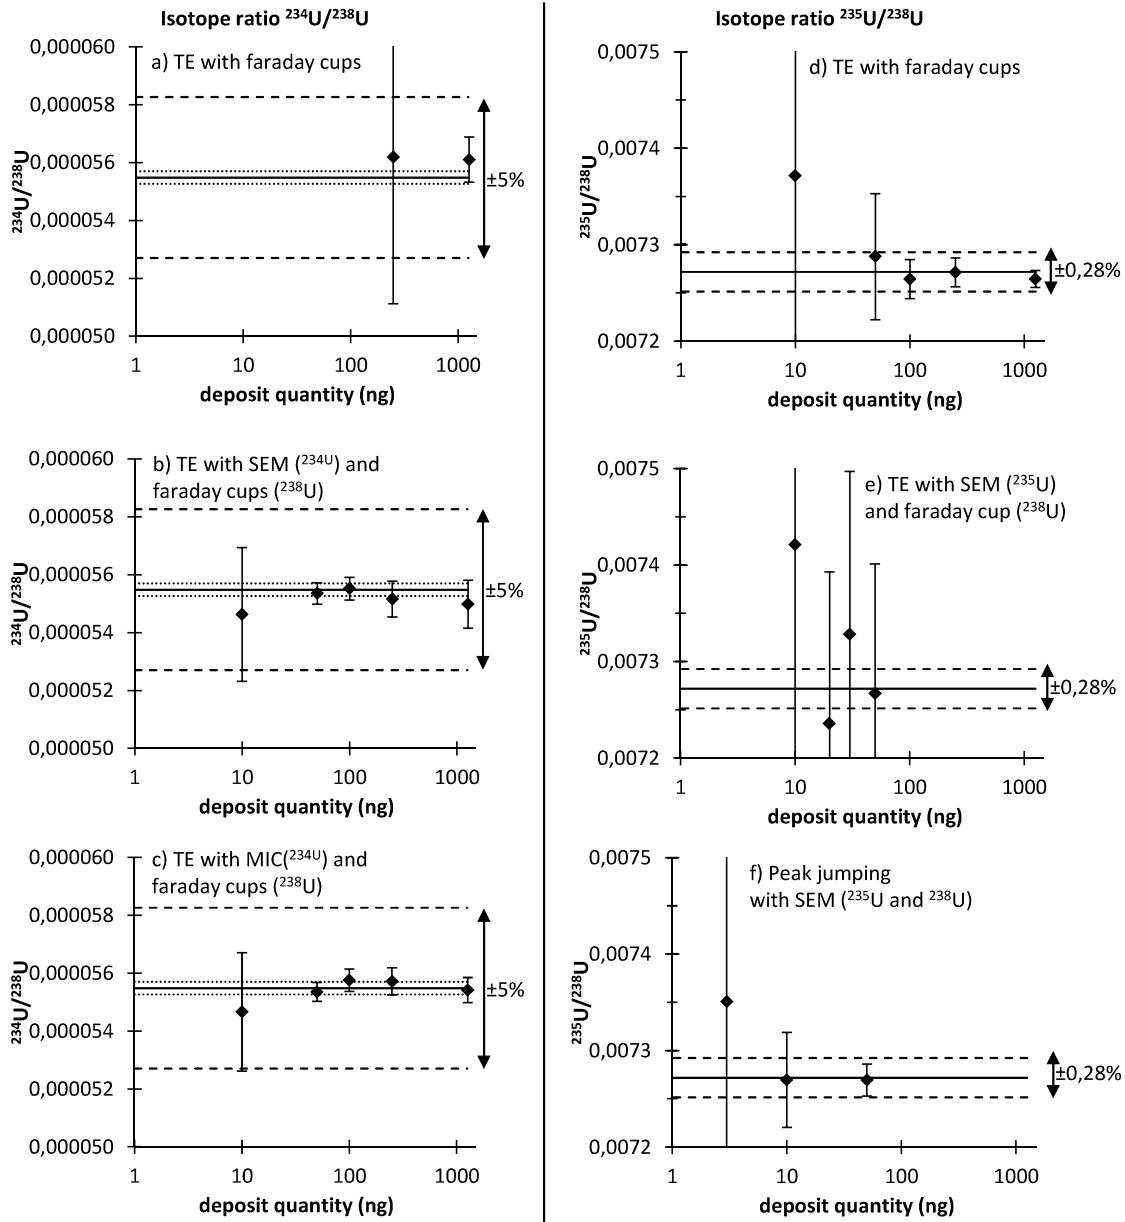 Isotope ratio ²³⁴U/²³⁸U
a) TE with faraday cups
0,000060
0,000058
0,000056
0,000054
0,000052
0,000050
²³⁴U/²³⁸U
±5%
1 10 100 1000
deposit quantity (ng)
b) TE with SEM (²³⁴ᵁ) and
faraday cups (²³⁸U)
0,000060
0,000058
0,000056
0,000054
0,000052
0,000050
²³⁴U/²³⁸U
±5%
1 10 100 1000
deposit quantity (ng)
c) TE with MIC(²³⁴ᵁ) and
faraday cups (²³⁸U)
0,000060
0,000058
0,000056
0,000054
0,000052
0,000050
²³⁴U/²³⁸U
±5%
1 10 100 1000
deposit quantity (ng)
Isotope ratio ²³⁵U/²³⁸U
d) TE with faraday cups
0,0075
0,0074
0,0073
0,0072
²³⁵U/²³⁸U
±0,28%
1 10 100 1000
deposit quantity (ng)
e) TE with SEM (²³⁵U)
and faraday cup (²³⁸U)
0,0075
0,0074
0,0073
0,0072
²³⁵U/²³⁸U
±0,28%
1 10 100 1000
deposit quantity (ng)
f) Peak jumping
with SEM (²³⁵U and ²³⁸U)
0,0075
0,0074
0,0073
0,0072
²³⁵U/²³⁸U
±0,28%
1 10 100 1000
deposit quantity (ng)